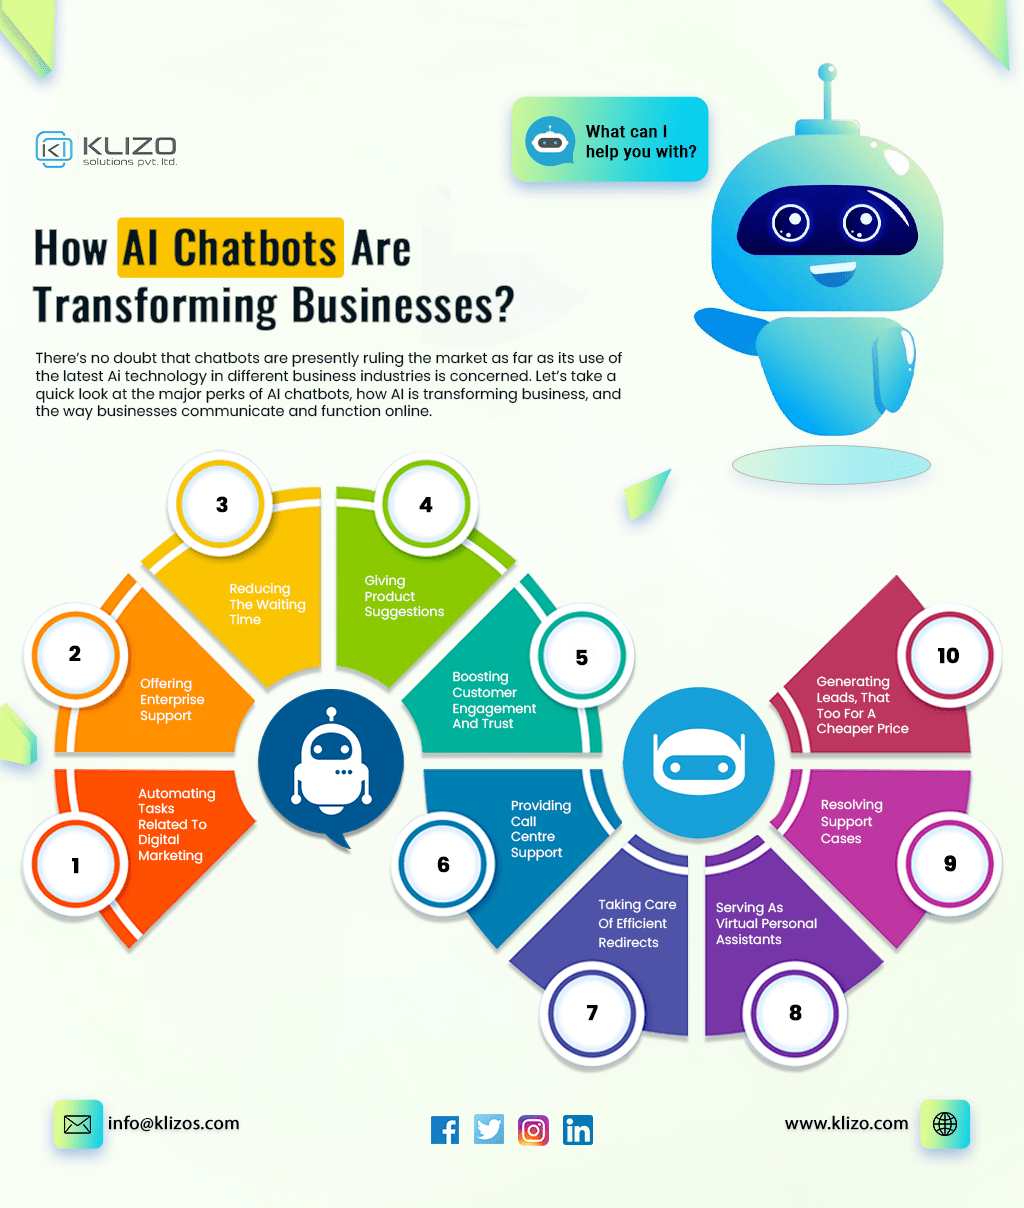 KLIZO
solutions pvt. ltd.
What can I
help you with?
How AI Chatbots Are
Transforming Businesses?
There's no doubt that chatbots are presently ruling the market as far as its use of
the latest Ai technology in different business industries is concerned. Let's take a
quick look at the major perks of AI chatbots, how AI is transforming business, and
the way businesses communicate and function online.
1
Automating
Tasks
Related To
Digital
Marketing
2
Offering
Enterprise
Support
3
Reducing
The Waiting
Time
4
Giving
Product
Suggestions
5
Boosting
Customer
Engagement
And Trust
6
Providing
Call
Centre
Support
7
Taking Care
Of Efficient
Redirects
8
Serving As
Virtual Personal
Assistants
9
Resolving
Support
Cases
10
Generating
Leads, That
Too For A
Cheaper Price
info@klizos.com
www.klizo.com